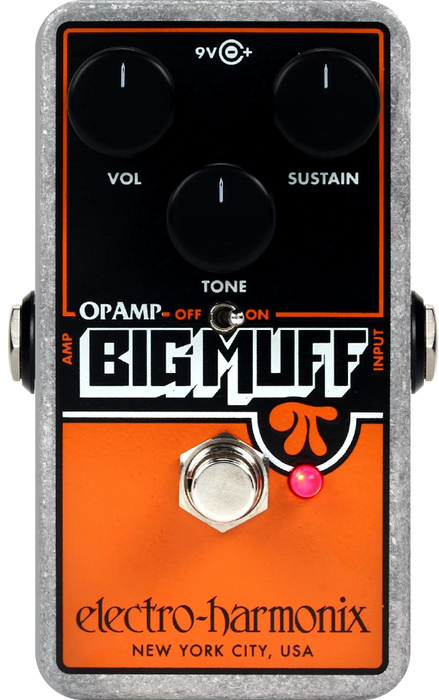 9V - +
VOL
SUSTAIN
TONE
OPAMP OFF ON
AMP
BIG MUFF
INPUT
π
electro-harmonix
NEW YORK CITY, USA